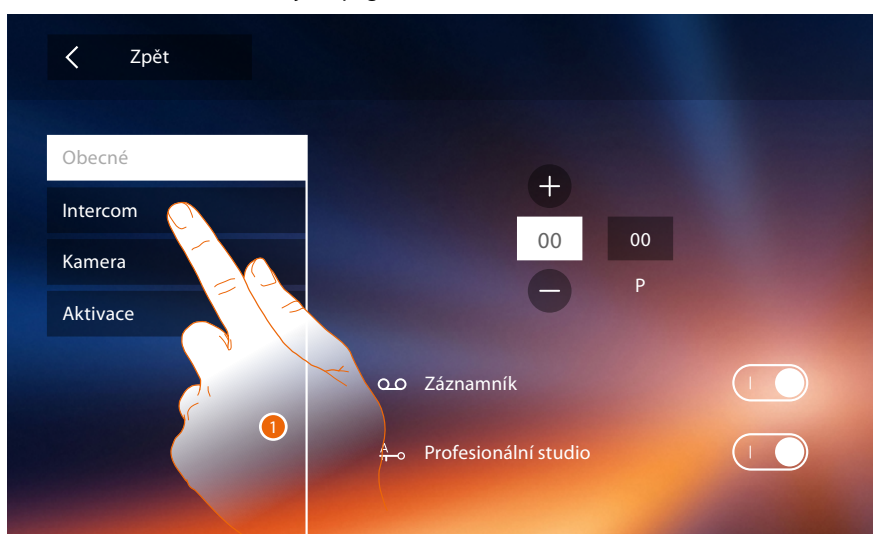 Zpět
Obecné
Intercom
Kamera
Aktivace
00 00
P
Záznamník
A Profesionální studio
1